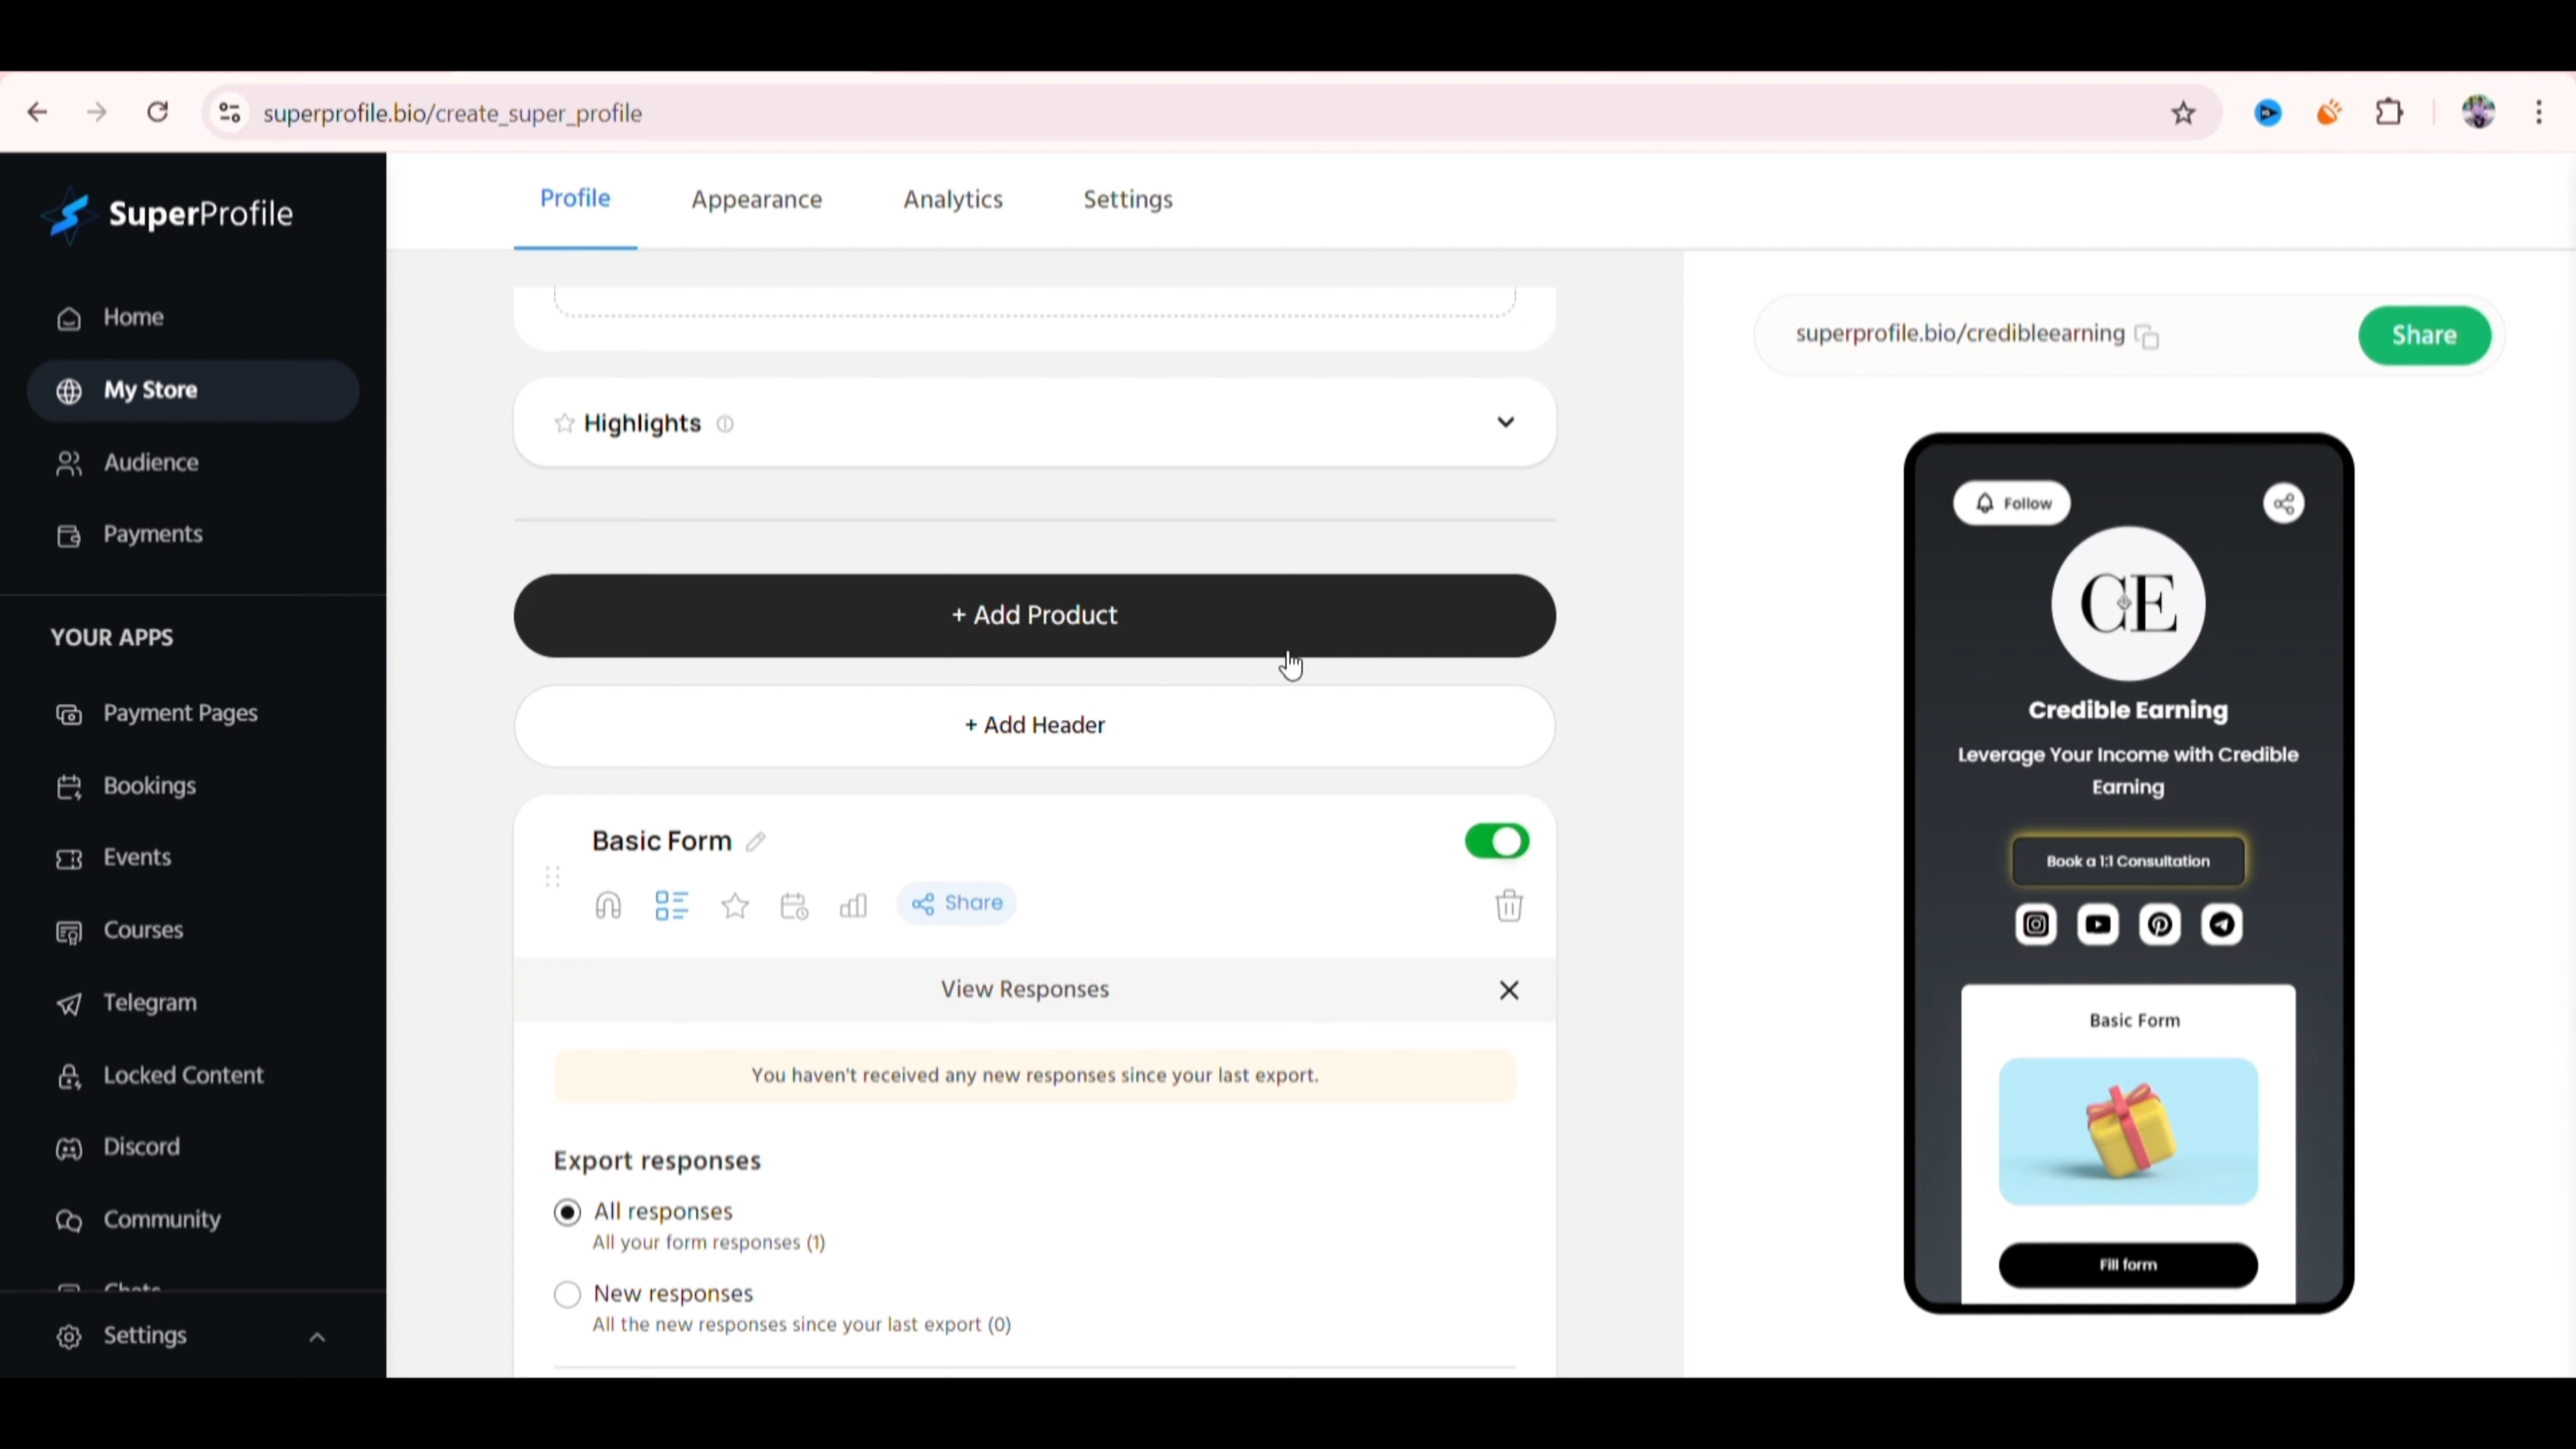 superprofile.bio/create_super_profile
SuperProfile
Home
My Store
Audience
Payments
YOUR APPS
Payment Pages
Bookings
Events
Courses
Telegram
Locked Content
Discord
Community
Chats
Settings
Profile
Appearance
Analytics
Settings
Highlights
+ Add Product
+ Add Header
Basic Form
Share
View Responses
You haven't received any new responses since your last export.
Export responses
All responses
All your form responses (1)
New responses
All the new responses since your last export (0)
superprofile.bio/credibleearning
Share
Follow
CE
Credible Earning
Leverage Your Income with Credible
Earning
Book a 1:1 Consultation
Basic Form
Fill form